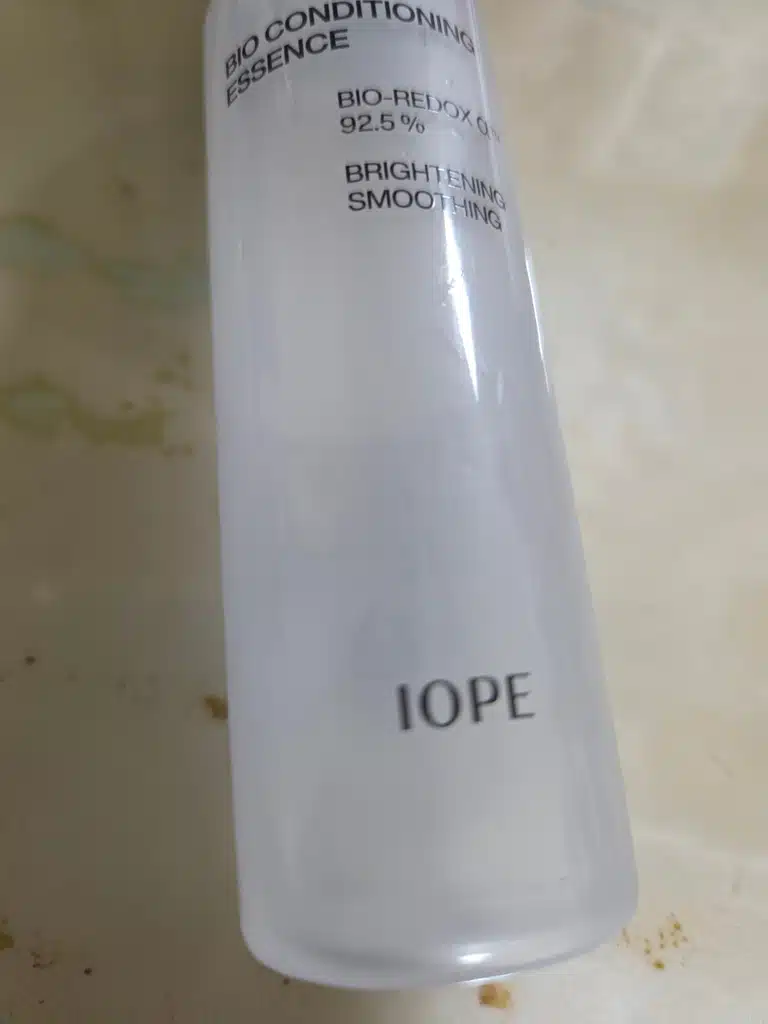 BIO CONDITIONING
ESSENCE
BIO-REDOX
92.5%
BRIGHTENING
SMOOTHING
IOPE